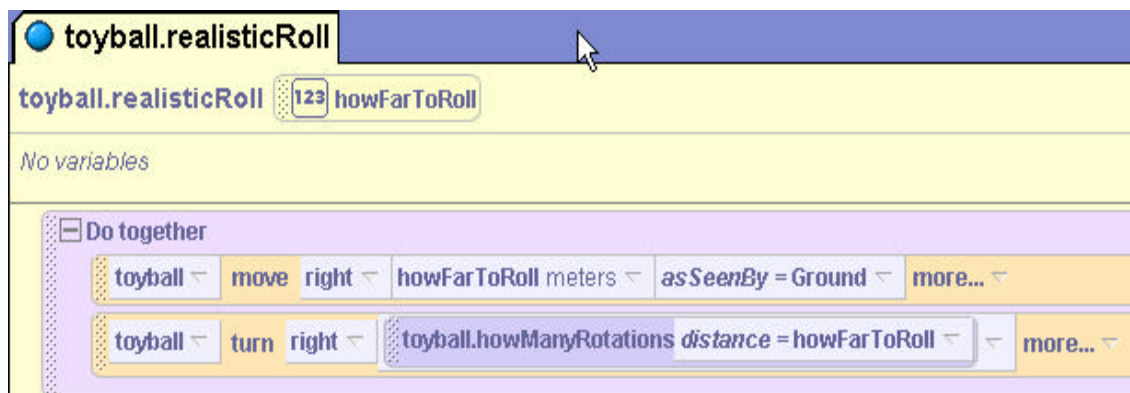 toyball.realisticRoll
toyball.realisticRoll 123 howFarToRoll
No variables
Do together
toyball move right howFarToRoll meters asSeenBy = Ground more...
toyball turn right toyball.howManyRotations distance = howFarToRoll more...